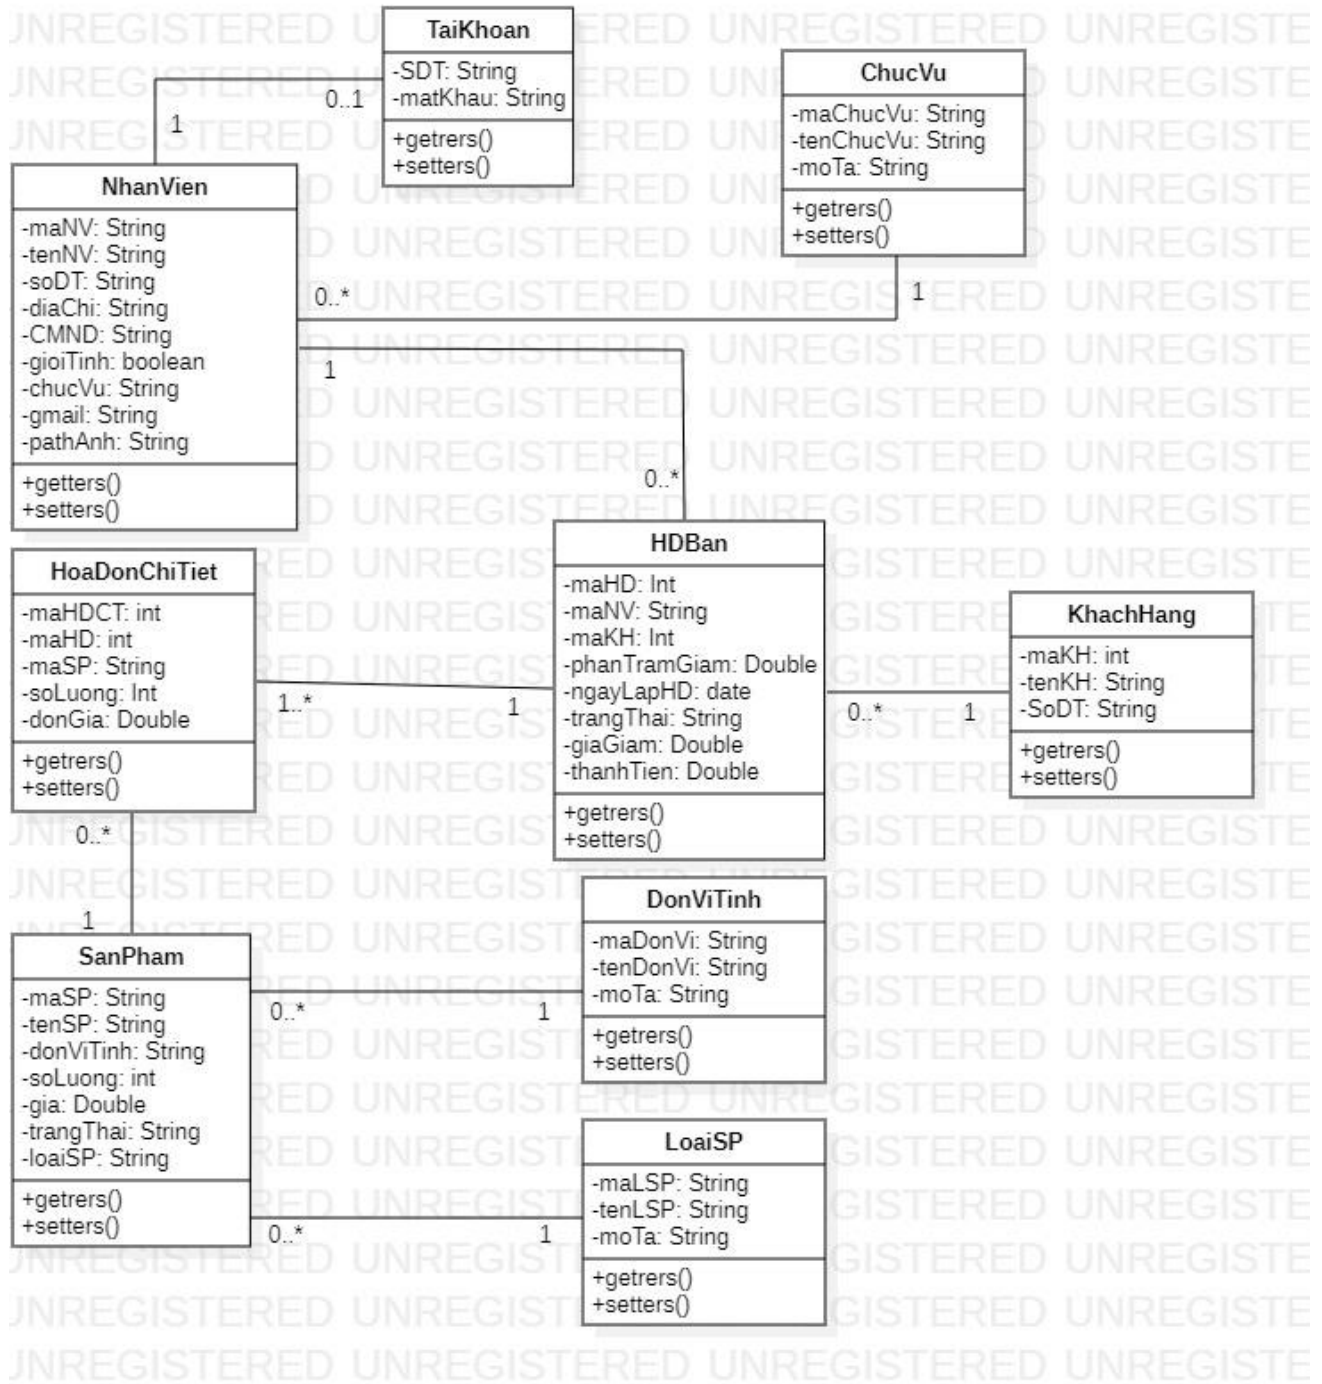 TaiKhoan
-SDT: String
-matKhau: String
+getrers()
+setters()
0..1
1
ChucVu
-maChucVu: String
-tenChucVu: String
-moTa: String
+getrers()
+setters()
1
NhanVien
-maNV: String
-tenNV: String
-soDT: String
-diaChi: String
-CMND: String
-gioiTinh: boolean
-chucVu: String
-gmail: String
-pathAnh: String
+getters()
+setters()
0..*
1
0..*
HDBan
-maHD: Int
-maNV: String
-maKH: Int
-phanTramGiam: Double
-ngayLapHD: date
-trangThai: String
-giaGiam: Double
-thanhTien: Double
+getrers()
+setters()
HoaDonChiTiet
-maHDCT: int
-maHD: int
-maSP: String
-soLuong: Int
-donGia: Double
+getrers()
+setters()
1..*
1
0..*
1
KhachHang
-maKH: int
-tenKH: String
-SoDT: String
+getrers()
+setters()
0..*
1
SanPham
-maSP: String
-tenSP: String
-donViTinh: String
-soLuong: int
-gia: Double
-trangThai: String
-loaiSP: String
+getrers()
+setters()
0..*
1
DonViTinh
-maDonVi: String
-tenDonVi: String
-moTa: String
+getrers()
+setters()
0..*
1
LoaiSP
-maLSP: String
-tenLSP: String
-moTa: String
+getrers()
+setters()
UNREGISTERED